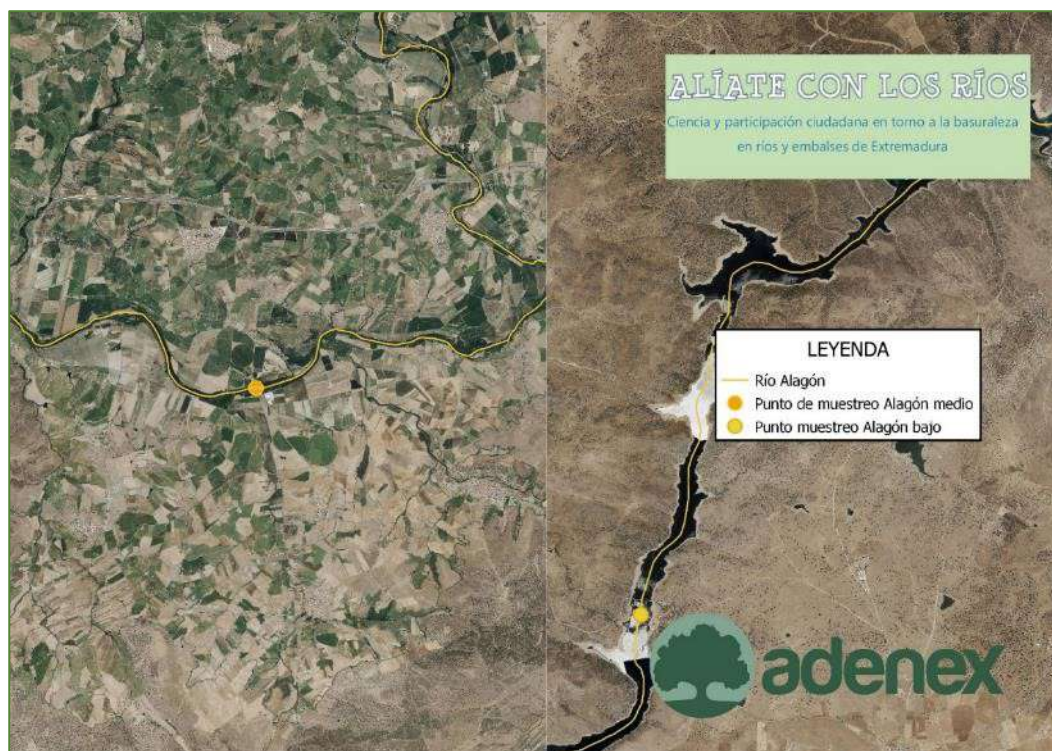 ALÍATE CON LOS RÍOS
Ciencia y participación ciudadana en torno a la basuraleza
en ríos y embalses de Extremadura
LEYENDA
Río Alagón
Punto de muestreo Alagón medio
Punto muestreo Alagón bajo
adenex